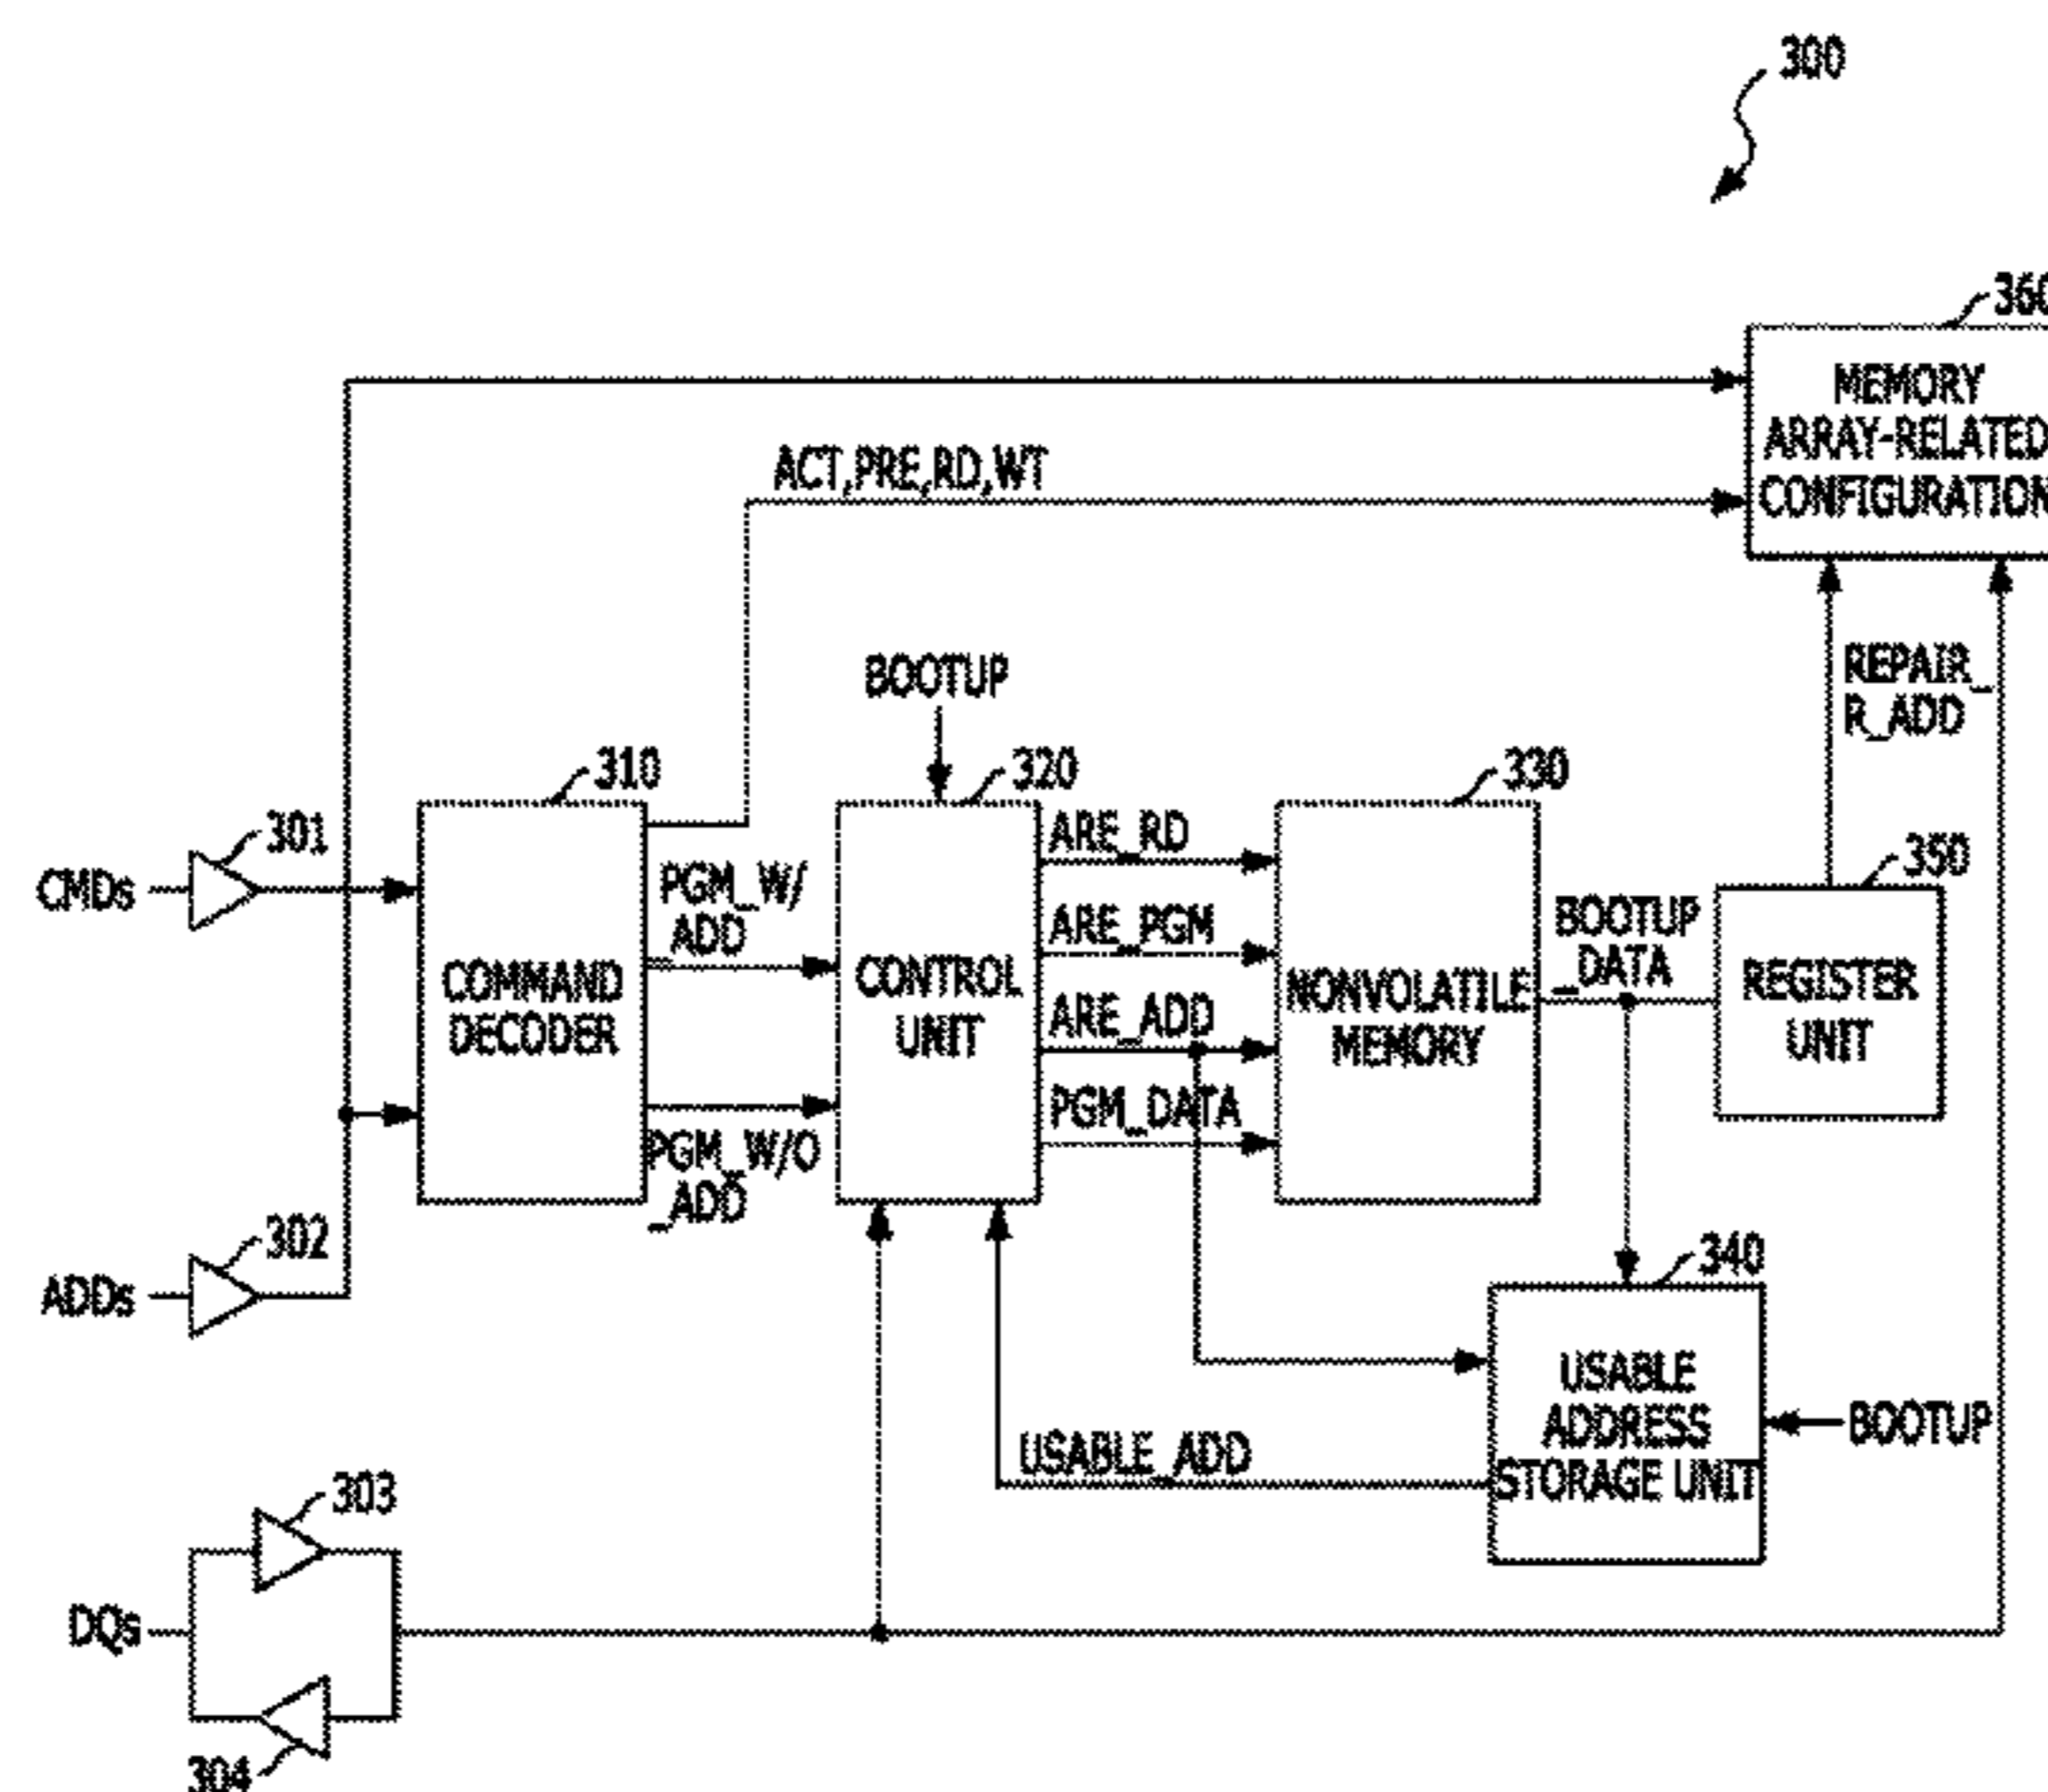 300
360
MEMORY
ARRAY-RELATED
CONFIGURATION
ACT,PRE,RD,WT
REPAIR_
R_ADD
BOOTUP
310
320
330
350
301
CMDs
COMMAND
DECODER
PGM_W/
_ADD
PGM_W/O
_ADD
CONTROL
UNIT
ARE_RD
ARE_PGM
ARE_ADD
PGM_DATA
NONVOLATILE
MEMORY
BOOTUP
_DATA
REGISTER
UNIT
302
ADDs
340
USABLE
ADDRESS
STORAGE UNIT
BOOTUP
USABLE_ADD
303
DQs
304